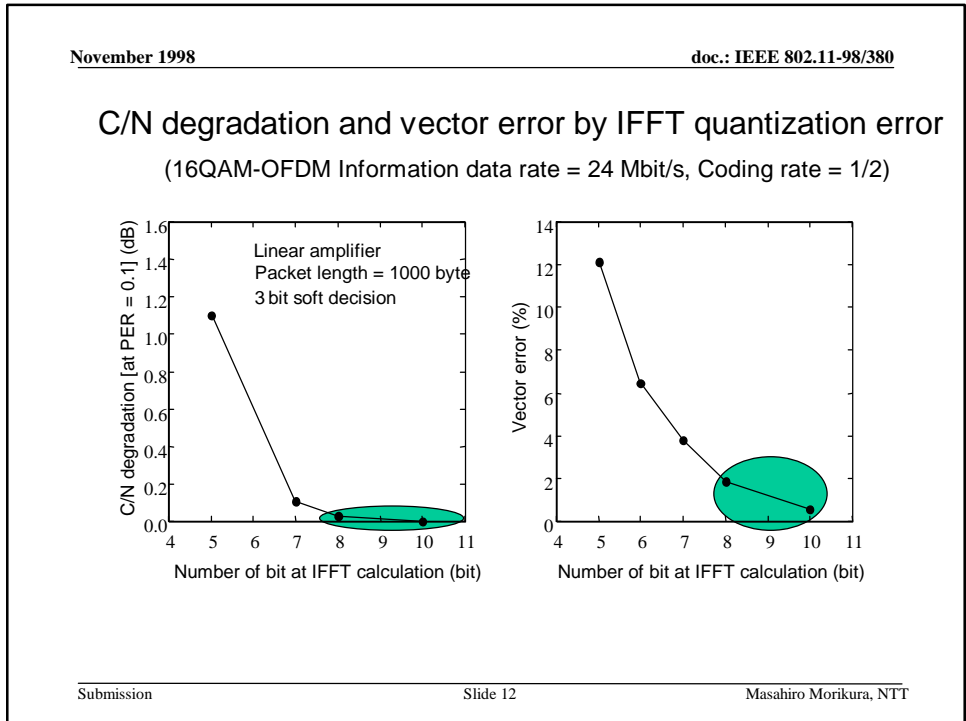 November 1998 doc.: IEEE 802.11-98/380
C/N degradation and vector error by IFFT quantization error
(16QAM-OFDM Information data rate = 24 Mbit/s, Coding rate = 1/2)
C/N degradation [at PER = 0.1] (dB)
1.6
1.4
1.2
1.0
0.8
0.6
0.4
0.2
0.0
Linear amplifier
Packet length = 1000 byte
3 bit soft decision
4 5 6 7 8 9 10 11
Number of bit at IFFT calculation (bit)
Vector error (%)
14
12
10
8
6
4
2
0
4 5 6 7 8 9 10 11
Number of bit at IFFT calculation (bit)
Submission Slide 12 Masahiro Morikura, NTT